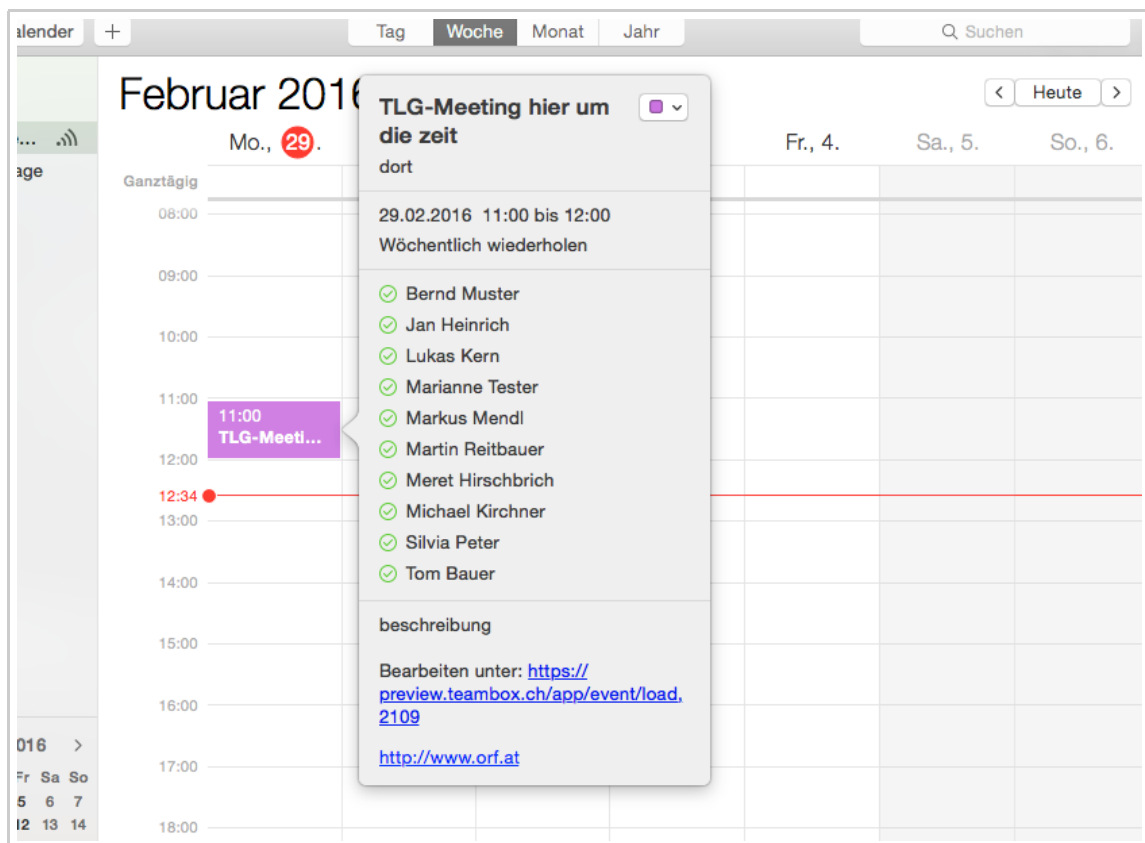 alender
+
Tag Woche Monat Jahr
Suchen
Februar 2016
Heute
Mo., 29. Fr., 4. Sa., 5. So., 6.
age
Ganztägig
08:00
09:00
10:00
11:00
12:00
12:34
13:00
14:00
15:00
16:00
17:00
18:00
11:00
TLG-Meeti...
TLG-Meeting hier um
die zeit
dort
29.02.2016 11:00 bis 12:00
Wöchentlich wiederholen
Bernd Muster
Jan Heinrich
Lukas Kern
Marianne Tester
Markus Mendl
Martin Reitbauer
Meret Hirschbrich
Michael Kirchner
Silvia Peter
Tom Bauer
beschreibung
Bearbeiten unter: https://
preview.teambox.ch/app/event/load,
2109
http://www.orf.at
016 >
Fr Sa So
5 6 7
12 13 14